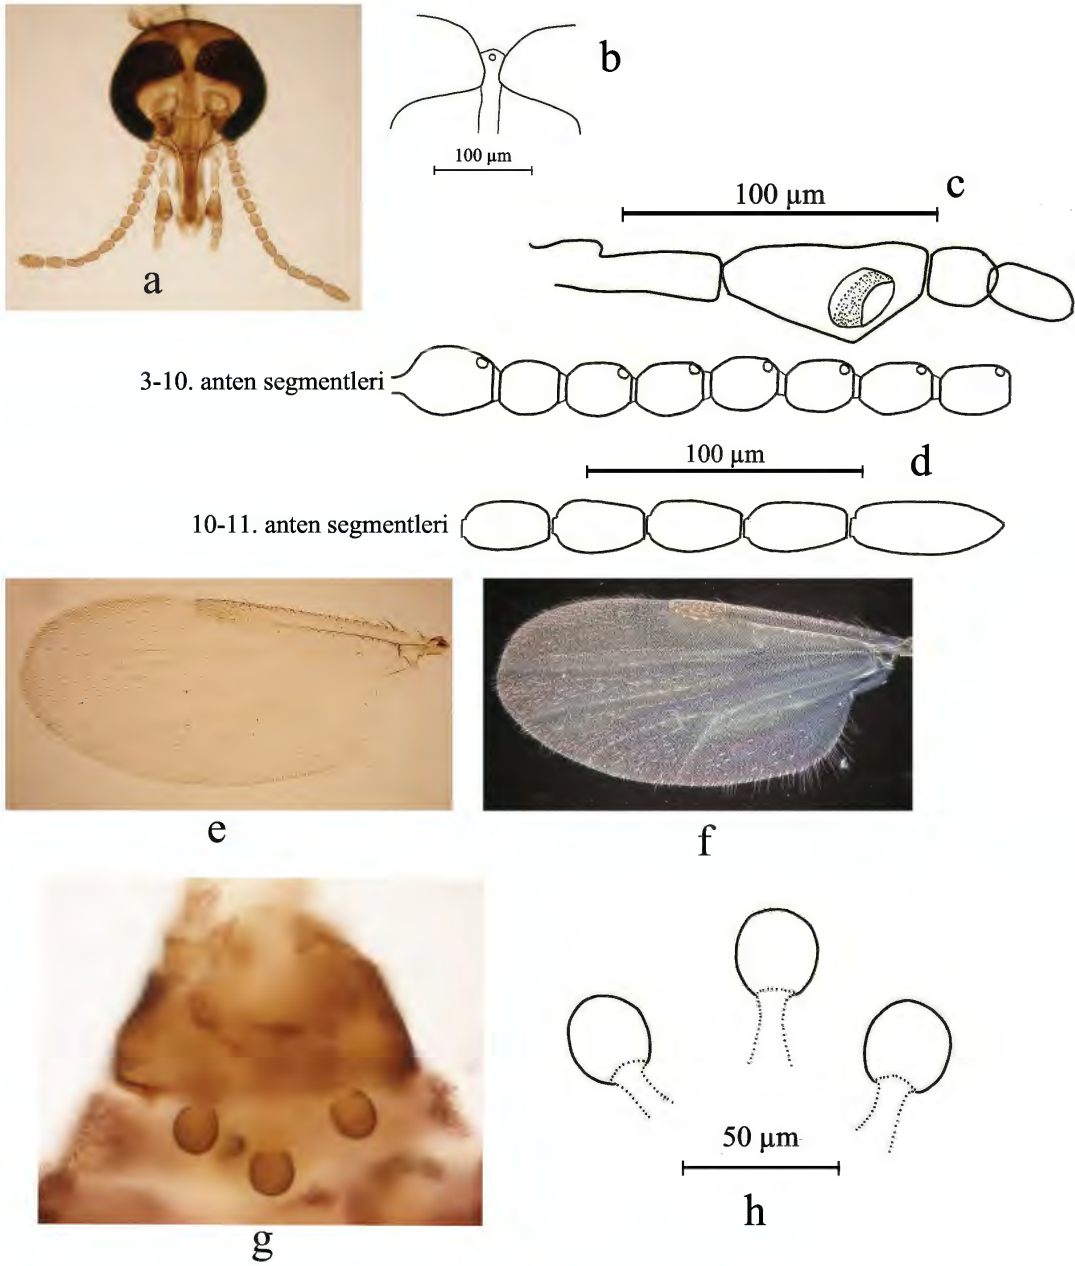 a
b
100 µm
c
100 µm
3-10. anten segmentleri
d
100 µm
10-11. anten segmentleri
e
f
g
50 µm
h